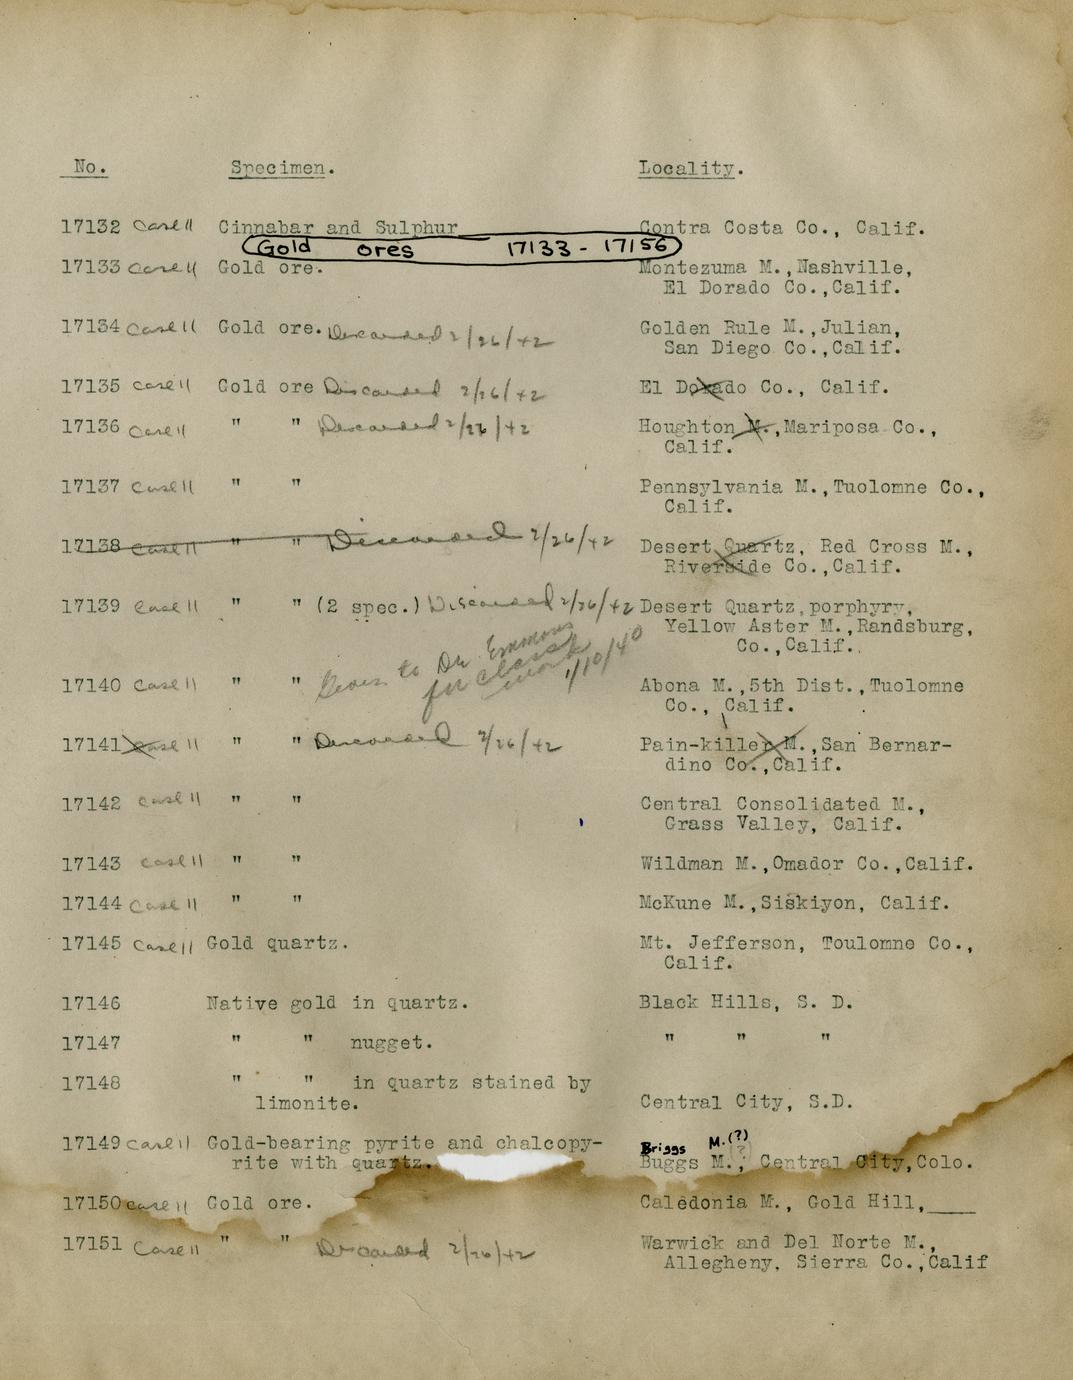 No. Specimen. Locality.
17132 Case 11 Cinnabar and Sulphur Contra Costa Co., Calif.
Gold ores 17133 - 17156
17133 Case 11 Gold ore. Montezuma M.,Nashville,
El Dorado Co.,Calif.
17134 Case 11 Gold ore. Discarded 2/26/42 Golden Rule M.,Julian,
San Diego Co.,Calif.
17135 Case 11 Gold ore Discarded 2/26/42 El Dorado Co., Calif.
17136 Case 11 " " Discarded 2/26/42 Houghton M.,Mariposa Co.,
Calif.
17137 Case 11 " " Pennsylvania M.,Tuolomne Co.,
Calif.
17138 Case 11 " " Discarded 2/26/42 Desert Quartz, Red Cross M.,
Riverside Co.,Calif.
17139 Case 11 " " (2 spec.) Discarded 2/26/42 Desert Quartz,porphyry,
Yellow Aster M.,Randsburg,
Co.,Calif.
Given to Dr. Emmons
for class
work 1/10/40
17140 Case 11 " " Abona M.,5th Dist.,Tuolomne
Co., Calif.
17141 Case 11 " " Discarded 2/26/42 Pain-killer M.,San Bernar-
dino Co.,Calif.
17142 Case 11 " " Central Consolidated M.,
Grass Valley, Calif.
17143 Case 11 " " Wildman M.,Omador Co.,Calif.
17144 Case 11 " " McKune M.,Siskiyon, Calif.
17145 Case 11 Gold quartz. Mt. Jefferson, Toulomne Co.,
Calif.
17146 Native gold in quartz. Black Hills, S. D.
17147 " " nugget. " " "
17148 " " in quartz stained by
limonite. Central City, S.D.
Briggs M.(?)
17149 Case 11 Gold-bearing pyrite and chalcopy-
rite with quartz. Buggs M., Central City,Colo.
17150 Case 11 Gold ore. Caledonia M., Gold Hill,____
17151 Case 11 " " Discarded 2/26/42 Warwick and Del Norte M.,
Allegheny, Sierra Co.,Calif